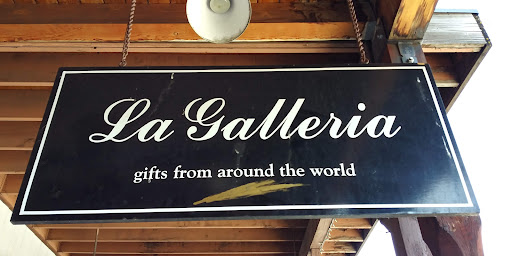 La Galleria
gifts from around the world